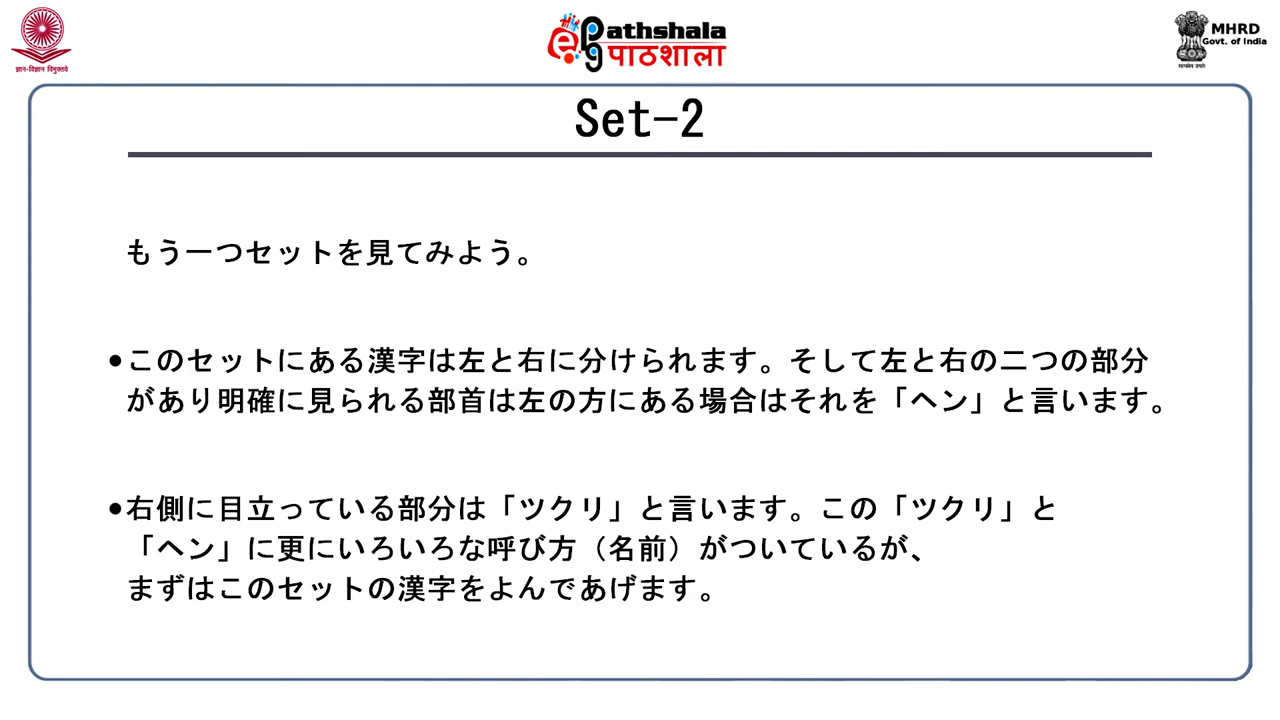 ज्ञान-विज्ञान विमुक्तये
ePG Pathshala
पाठशाला
MHRD
Govt. of India
सत्यमेव जयते
Set-2
もう一つセットを見てみよう。
•このセットにある漢字は左と右に分けられます。そして左と右の二つの部分
があり明確に見られる部首は左の方にある場合はそれを「ヘン」と言います。
•右側に目立っている部分は「ツクリ」と言います。この「ツクリ」と
「ヘン」に更にいろいろな呼び方（名前）がついているが、
まずはこのセットの漢字をよんであげます。